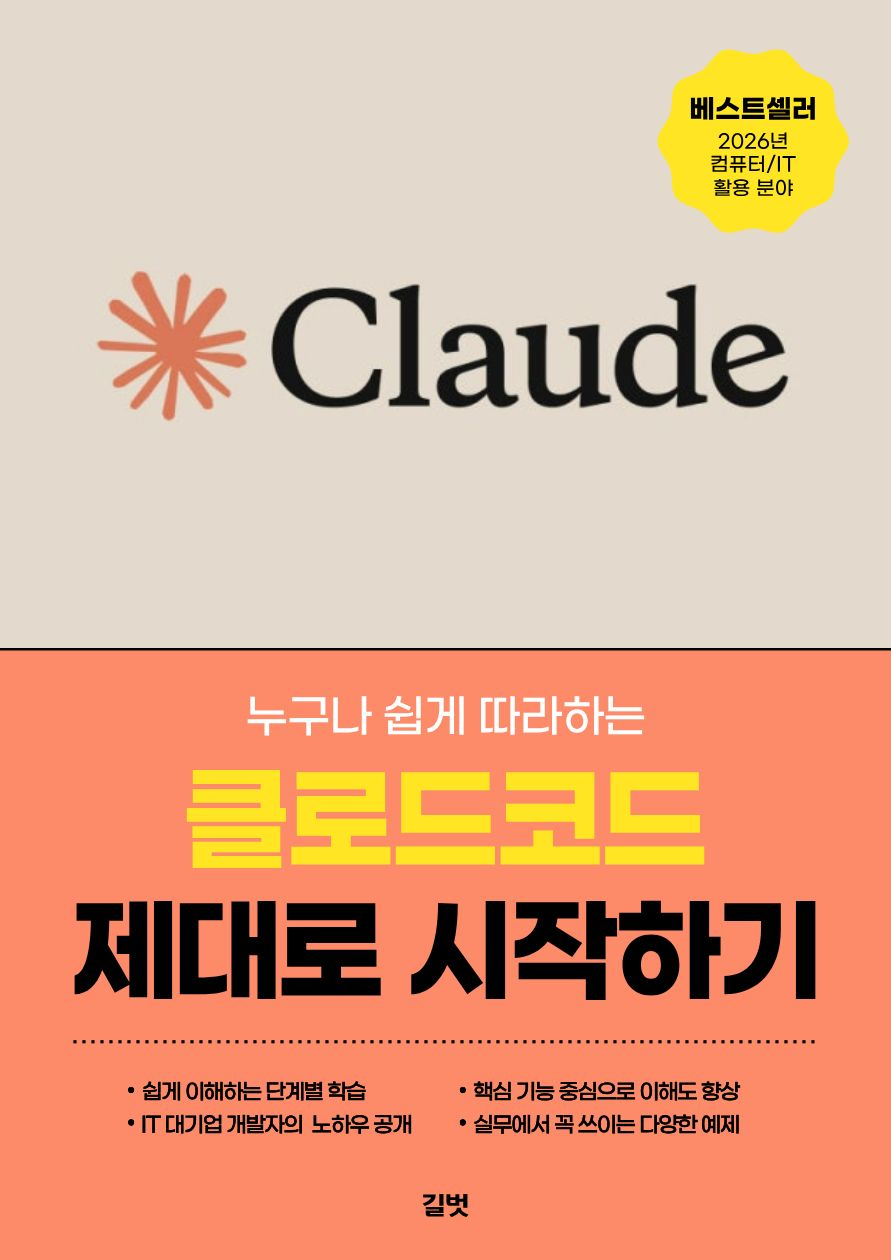 베스트셀러
2026년
컴퓨터/IT
활용 분야
Claude
누구나 쉽게 따라하는
클로드코드
제대로 시작하기
• 쉽게 이해하는 단계별 학습
• IT 대기업 개발자의 노하우 공개
• 핵심 기능 중심으로 이해도 향상
• 실무에서 꼭 쓰이는 다양한 예제
길벗